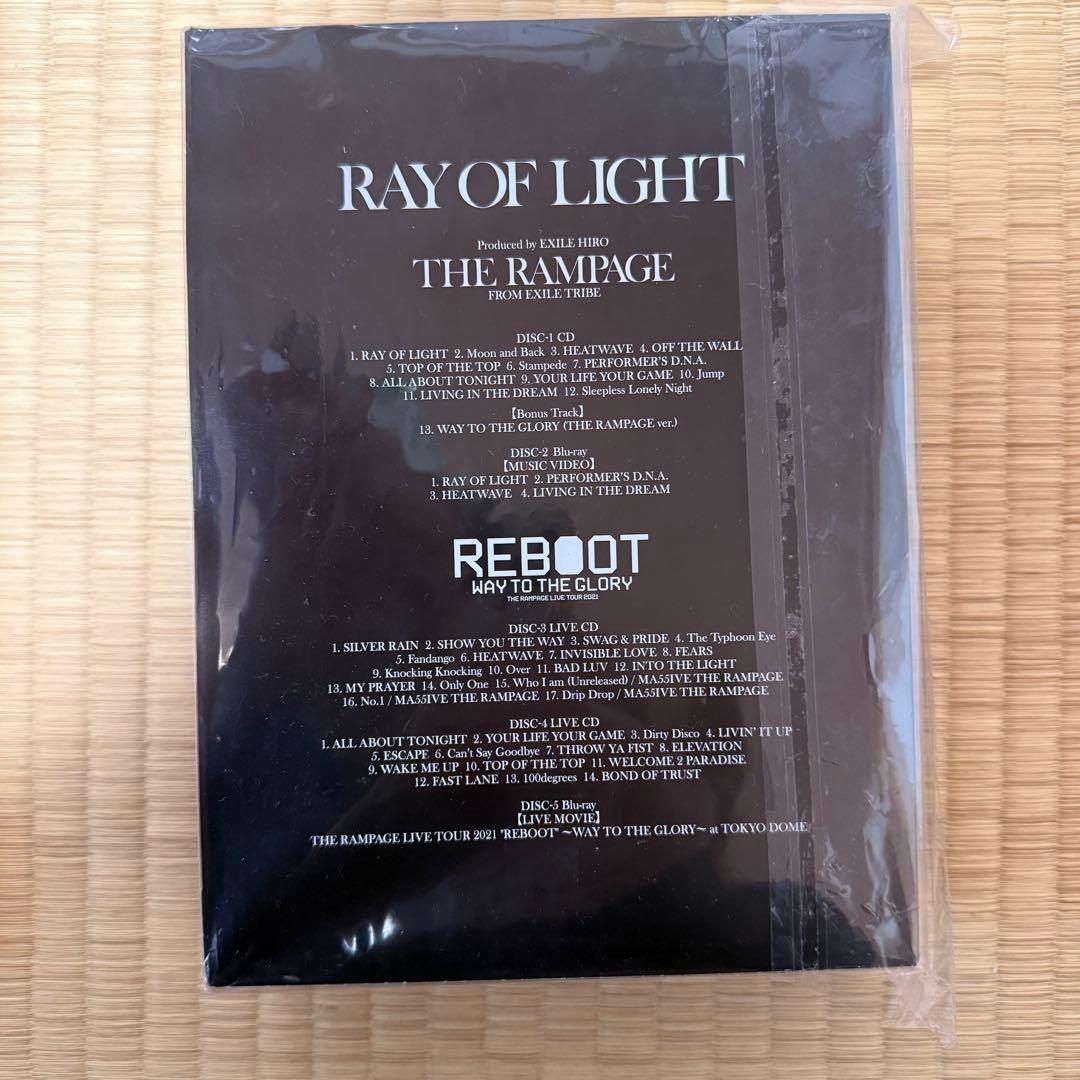 RAY OF LIGHT
Produced by EXILE HIRO
THE RAMPAGE
FROM EXILE TRIBE
DISC-1 CD
1. RAY OF LIGHT 2. Moon and Back 3. HEATWAVE 4. OFF THE WALL
5. TOP OF THE TOP 6. Stampede 7. PERFORMER'S D.N.A.
8. ALL ABOUT TONIGHT 9. YOUR LIFE YOUR GAME 10. Jump
11. LIVING IN THE DREAM 12. Sleepless Lonely Night
【Bonus Track】
13. WAY TO THE GLORY (THE RAMPAGE ver.)
DISC-2 Blu-ray
【MUSIC VIDEO】
1. RAY OF LIGHT 2. PERFORMER'S D.N.A.
3. HEATWAVE 4. LIVING IN THE DREAM
REBOOT
WAY TO THE GLORY
THE RAMPAGE LIVE TOUR 2021
DISC-3 LIVE CD
1. SILVER RAIN 2. SHOW YOU THE WAY 3. SWAG & PRIDE 4. The Typhoon Eye
5. Fandango 6. HEATWAVE 7. INVISIBLE LOVE 8. FEARS
9. Knocking Knocking 10. Over 11. BAD LUV 12. INTO THE LIGHT
13. MY PRAYER 14. Only One 15. Who I am (Unreleased) / MA55IVE THE RAMPAGE
16. No.1 / MA55IVE THE RAMPAGE 17. Drip Drop / MA55IVE THE RAMPAGE
DISC-4 LIVE CD
1. ALL ABOUT TONIGHT 2. YOUR LIFE YOUR GAME 3. Dirty Disco 4. LIVIN' IT UP
5. ESCAPE 6. Can't Say Goodbye 7. THROW YA FIST 8. ELEVATION
9. WAKE ME UP 10. TOP OF THE TOP 11. WELCOME 2 PARADISE
12. FAST LANE 13. 100degrees 14. BOND OF TRUST
DISC-5 Blu-ray
【LIVE MOVIE】
THE RAMPAGE LIVE TOUR 2021 "REBOOT" ～WAY TO THE GLORY～ at TOKYO DOME